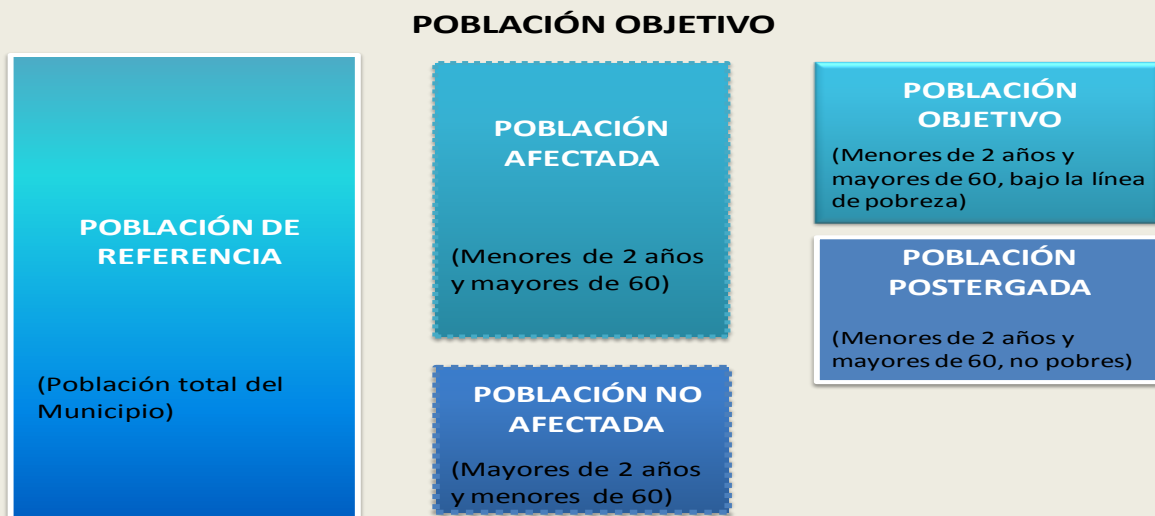 POBLACIÓN OBJETIVO
POBLACIÓN DE
REFERENCIA
(Población total del
Municipio)
POBLACIÓN
AFECTADA
(Menores de 2 años
y mayores de 60)
POBLACIÓN NO
AFECTADA
(Mayores de 2 años
y menores de 60)
POBLACIÓN
OBJETIVO
(Menores de 2 años y
mayores de 60, bajo la línea
de pobreza)
POBLACIÓN
POSTERGADA
(Menores de 2 años y
mayores de 60, no pobres)